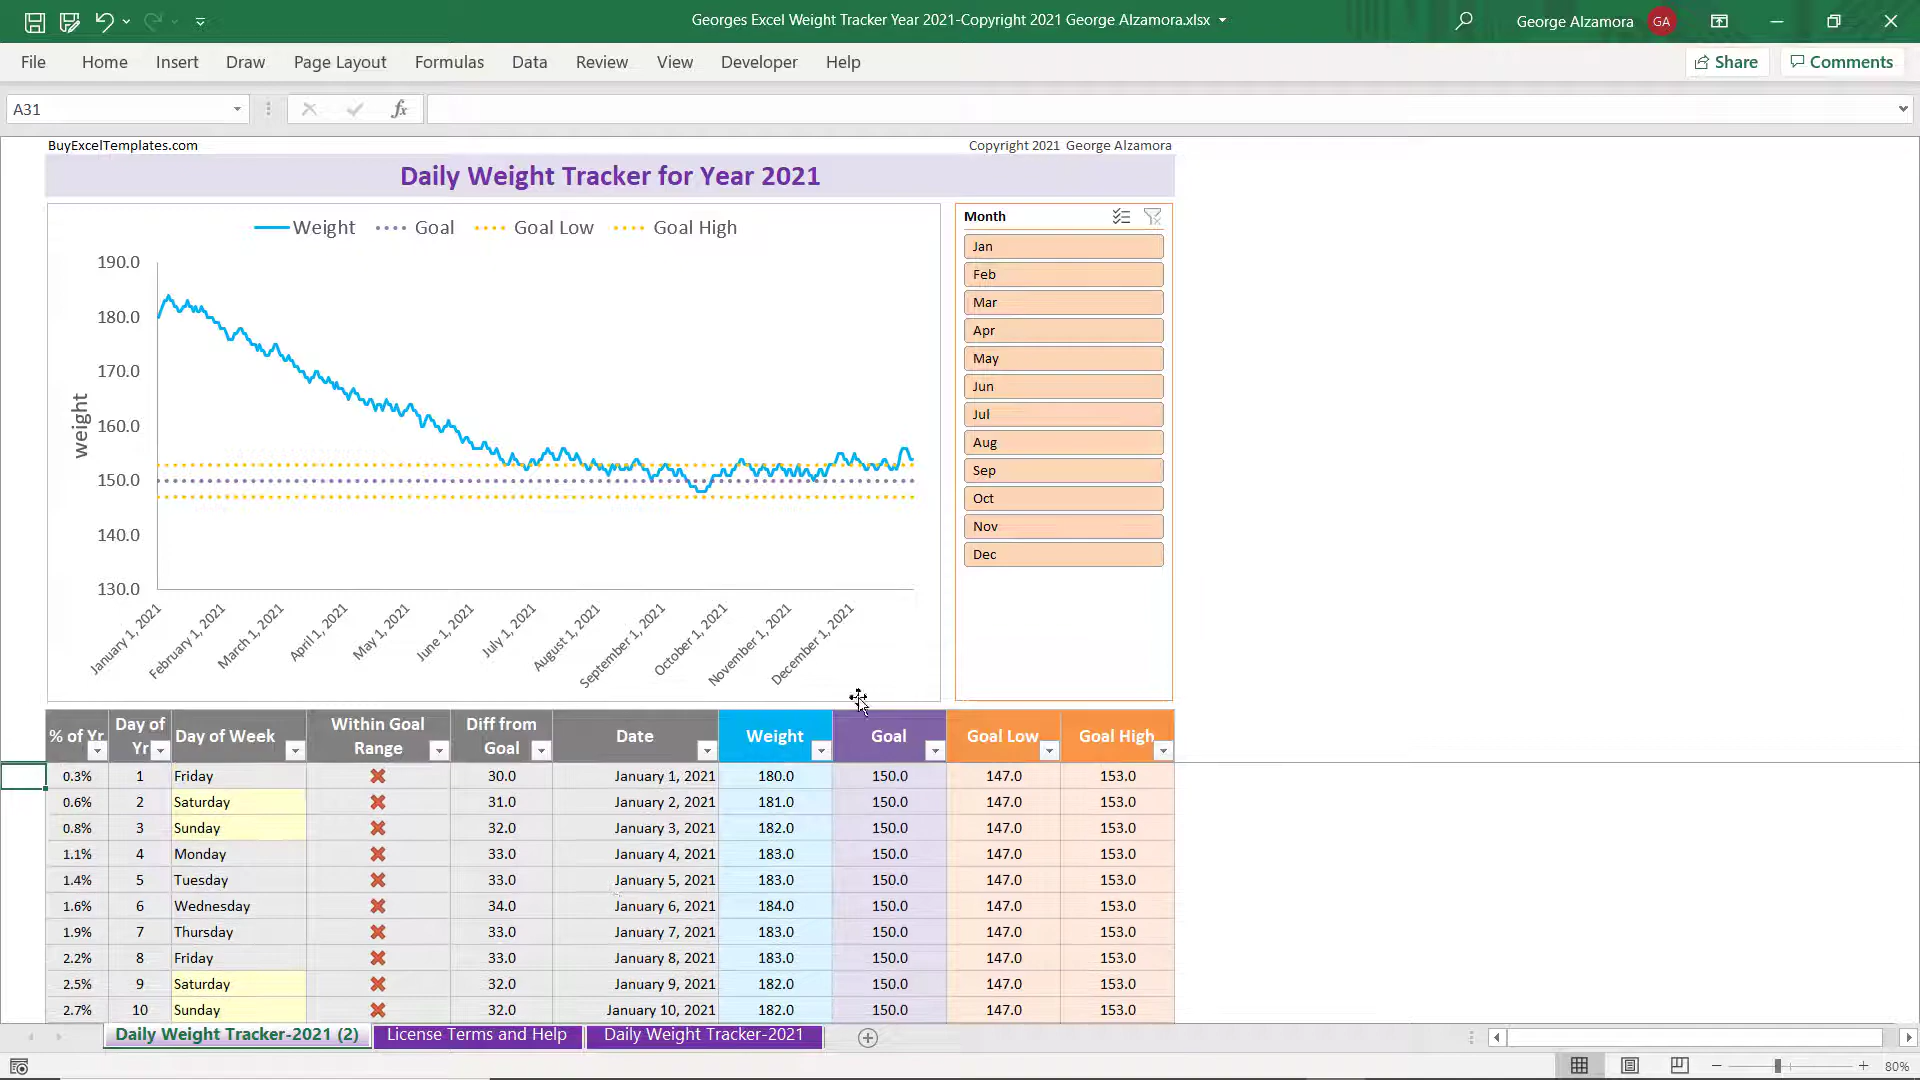 Georges Excel Weight Tracker Year 2021-Copyright 2021 George Alzamora.xlsx
George Alzamora GA
File Home Insert Draw Page Layout Formulas Data Review View Developer Help Share Comments
A31 fx
BuyExcelTemplates.com Copyright 2021 George Alzamora
Daily Weight Tracker for Year 2021
Weight Goal Goal Low Goal High
190.0
180.0
170.0
160.0
150.0
140.0
130.0
weight
January 1, 2021
February 1, 2021
March 1, 2021
April 1, 2021
May 1, 2021
June 1, 2021
July 1, 2021
August 1, 2021
September 1, 2021
October 1, 2021
November 1, 2021
December 1, 2021
Month
Jan
Feb
Mar
Apr
May
Jun
Jul
Aug
Sep
Oct
Nov
Dec
% of Yr Day of Yr Day of Week Within Goal Range Diff from Goal Date Weight Goal Goal Low Goal High
0.3% 1 Friday 30.0 January 1, 2021 180.0 150.0 147.0 153.0
0.6% 2 Saturday 31.0 January 2, 2021 181.0 150.0 147.0 153.0
0.8% 3 Sunday 32.0 January 3, 2021 182.0 150.0 147.0 153.0
1.1% 4 Monday 33.0 January 4, 2021 183.0 150.0 147.0 153.0
1.4% 5 Tuesday 33.0 January 5, 2021 183.0 150.0 147.0 153.0
1.6% 6 Wednesday 34.0 January 6, 2021 184.0 150.0 147.0 153.0
1.9% 7 Thursday 33.0 January 7, 2021 183.0 150.0 147.0 153.0
2.2% 8 Friday 33.0 January 8, 2021 183.0 150.0 147.0 153.0
2.5% 9 Saturday 32.0 January 9, 2021 182.0 150.0 147.0 153.0
2.7% 10 Sunday 32.0 January 10, 2021 182.0 150.0 147.0 153.0
Daily Weight Tracker-2021 (2) License Terms and Help Daily Weight Tracker-2021
80%